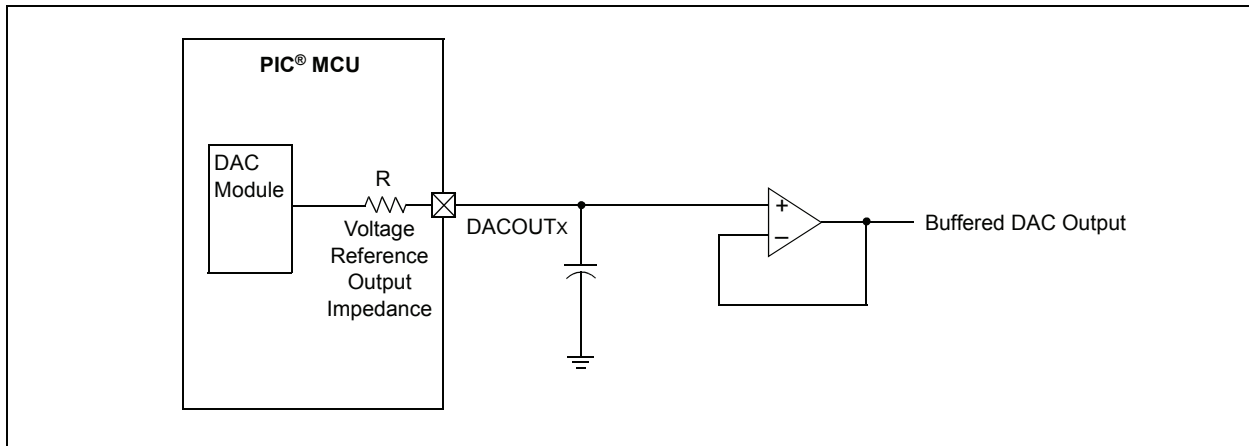 PIC® MCU
DAC
Module
R
Voltage
Reference
Output
Impedance
DACOUTX
+
–
Buffered DAC Output